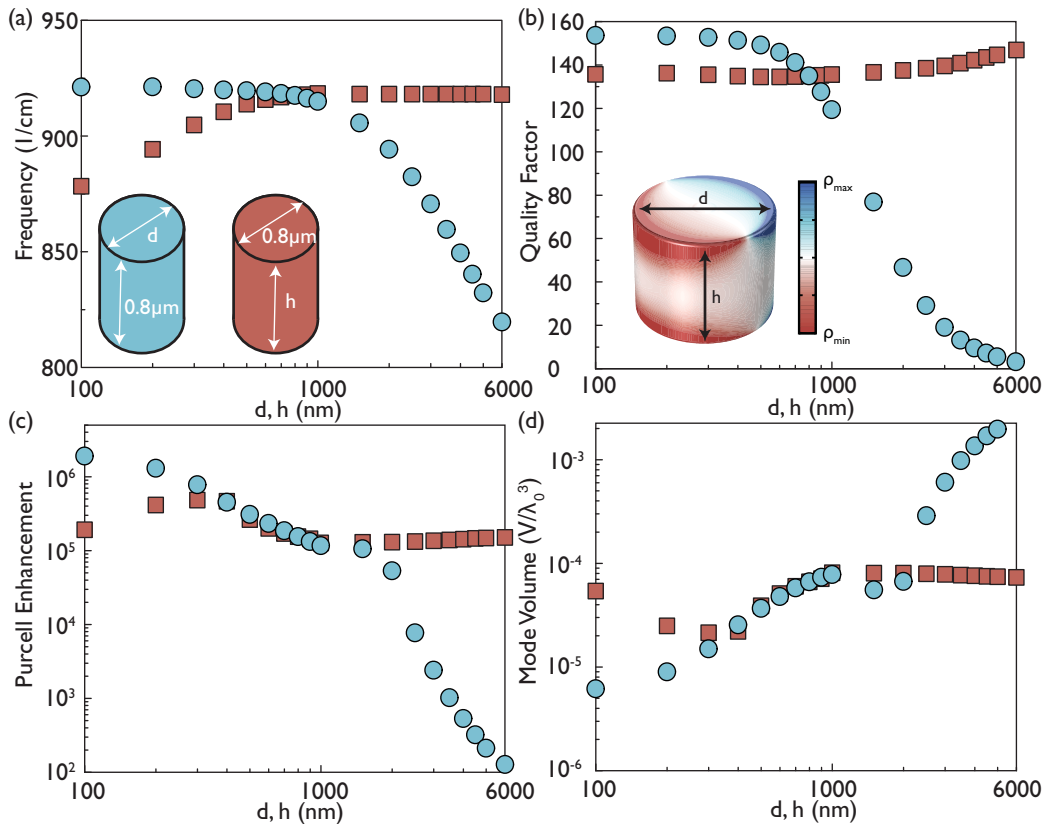 (a)
950
900
850
800
Frequency (1/cm)
d
0.8μm
0.8μm
h
100
1000
6000
d, h (nm)
(b)
160
140
120
100
80
60
40
20
0
Quality Factor
d
h
ρmax
ρmin
100
1000
6000
d, h (nm)
(c)
10^6
10^5
10^4
10^3
10^2
Purcell Enhancement
100
1000
6000
d, h (nm)
(d)
10^-3
10^-4
10^-5
10^-6
Mode Volume (V/λ₀³)
100
1000
6000
d, h (nm)